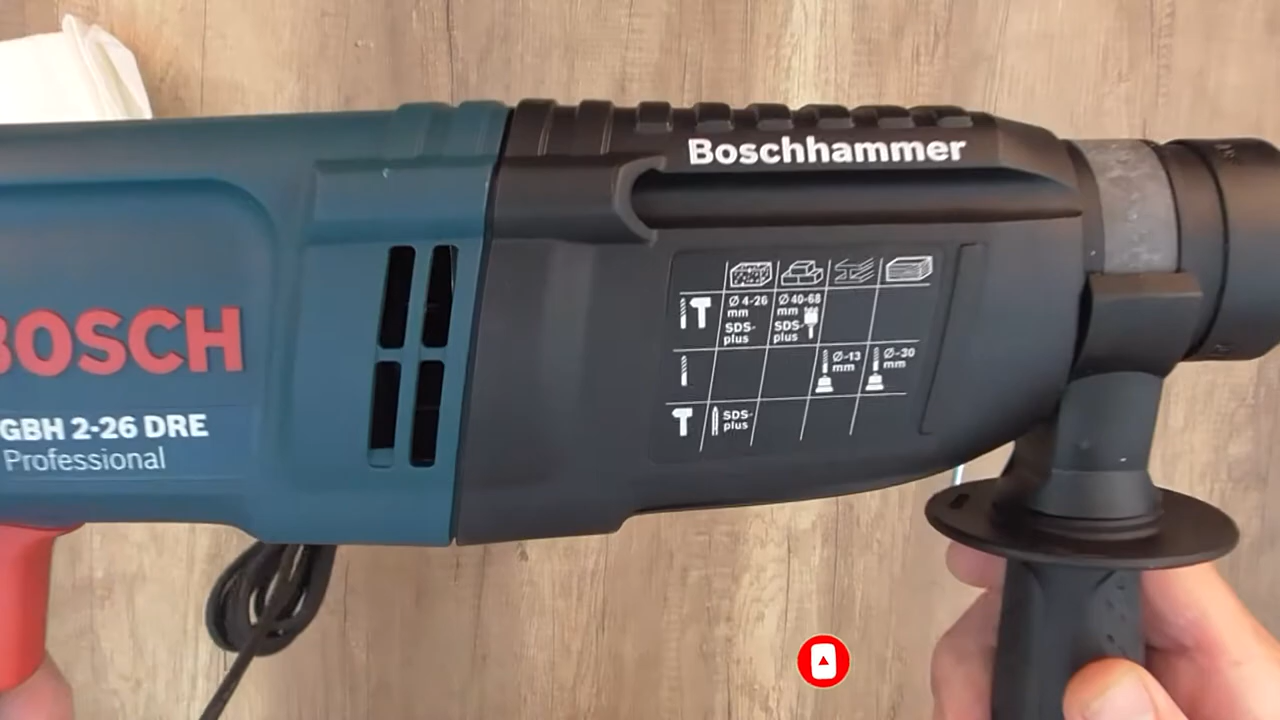 Boschhammer
BOSCH
GBH 2-26 DRE
Professional
Ø 4-26 mm SDS-plus
Ø 40-68 mm SDS-plus
Ø-13 mm
Ø-30 mm
SDS-plus